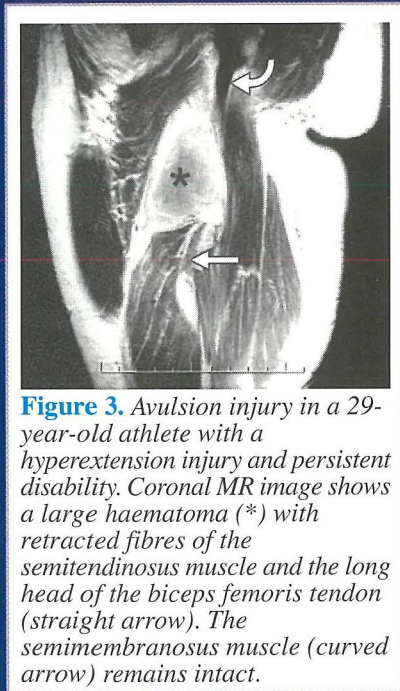 *
Figure 3. Avulsion injury in a 29-
year-old athlete with a
hyperextension injury and persistent
disability. Coronal MR image shows
a large haematoma (*) with
retracted fibres of the
semitendinosus muscle and the long
head of the biceps femoris tendon
(straight arrow). The
semimembranosus muscle (curved
arrow) remains intact.